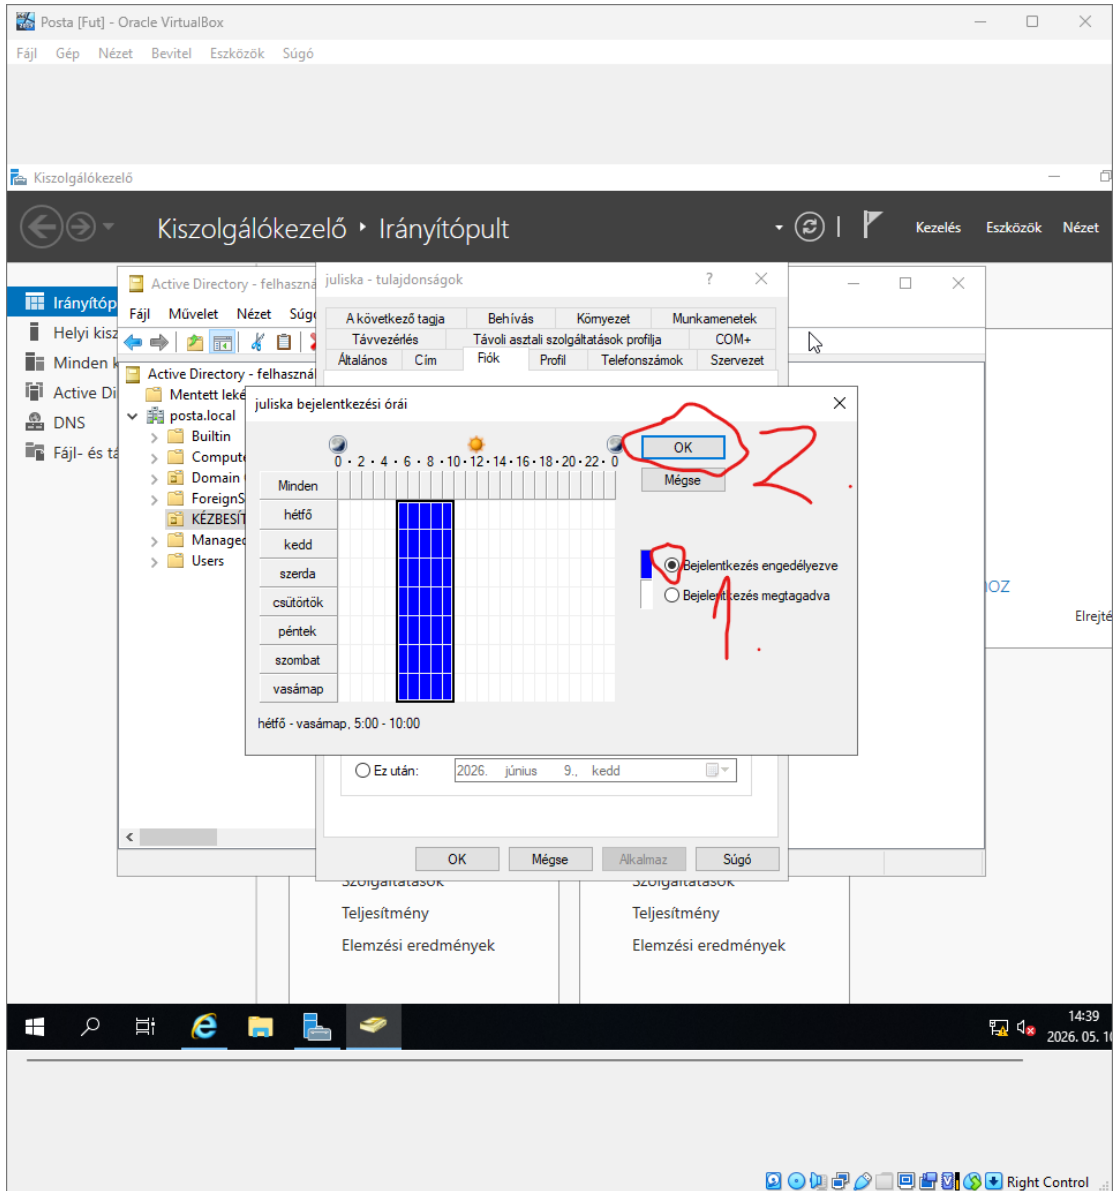 Posta [Fut] - Oracle VirtualBox
Fájl Gép Nézet Bevitel Eszközök Súgó
Kiszolgálókezelő
Kiszolgálókezelő ‣ Irányítópult
Kezelés Eszközök Nézet
Irányítóp
Helyi kisz
Minden k
Active Di
DNS
Fájl- és tá
Active Directory - felhaszná
Fájl Művelet Nézet Súgó
Active Directory - felhasznál
Mentett leké
posta.local
Builtin
Compute
Domain
ForeignS
KÉZBESÍT
Managed
Users
juliska - tulajdonságok ?
A következő tagja Behívás Környezet Munkamenetek
Távvezérlés Távoli asztali szolgáltatások profilja COM+
Általános Cím Fiók Profil Telefonszámok Szervezet
juliska bejelentkezési órái
0 · 2 · 4 · 6 · 8 · 10 · 12 · 14 · 16 · 18 · 20 · 22 · 0
Minden
hétfő
kedd
szerda
csütörtök
péntek
szombat
vasárnap
hétfő - vasárnap, 5:00 - 10:00
OK
2.
Mégse
Bejelentkezés engedélyezve
Bejelentkezés megtagadva
1.
hoz
Elrejté
Ez után: 2026. június 9., kedd
OK Mégse Alkalmaz Súgó
Szolgáltatások Szolgáltatások
Teljesítmény Teljesítmény
Elemzési eredmények Elemzési eredmények
14:39
2026. 05. 10
Right Control